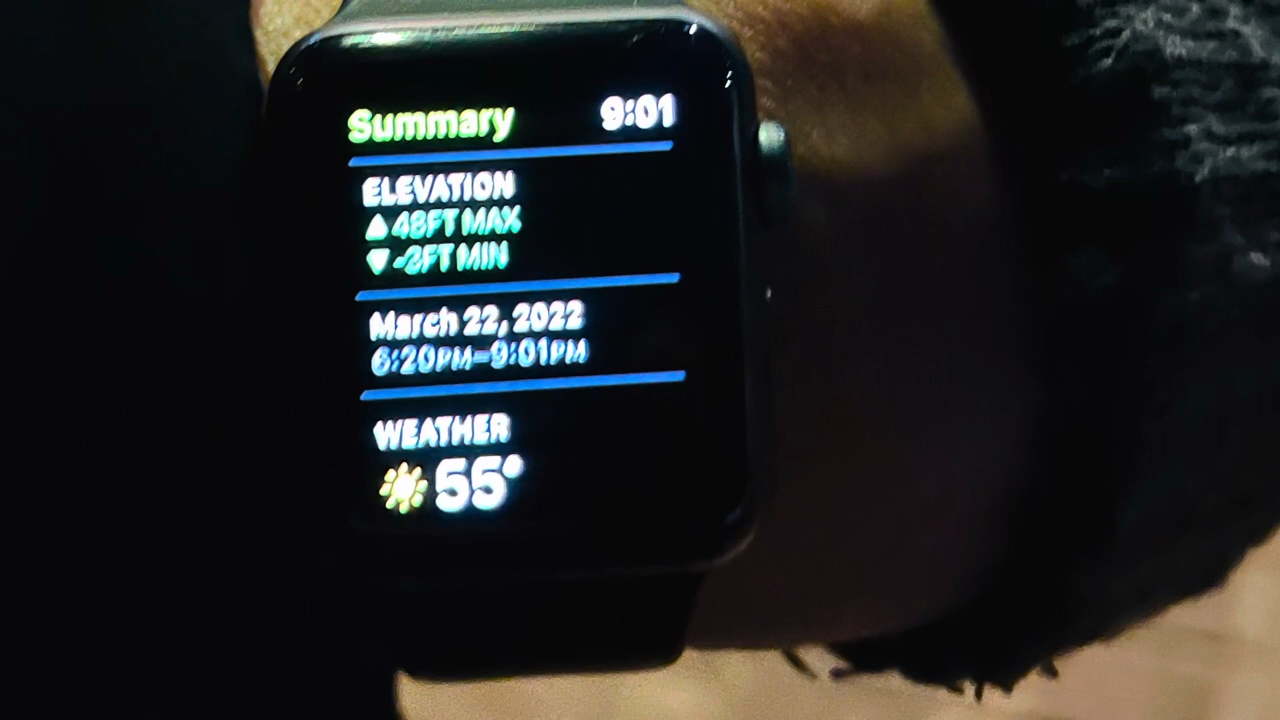 Summary 9:01
ELEVATION
▲ 48FT MAX
▼ -2FT MIN
March 22, 2022
6:20PM–9:01PM
WEATHER
55°